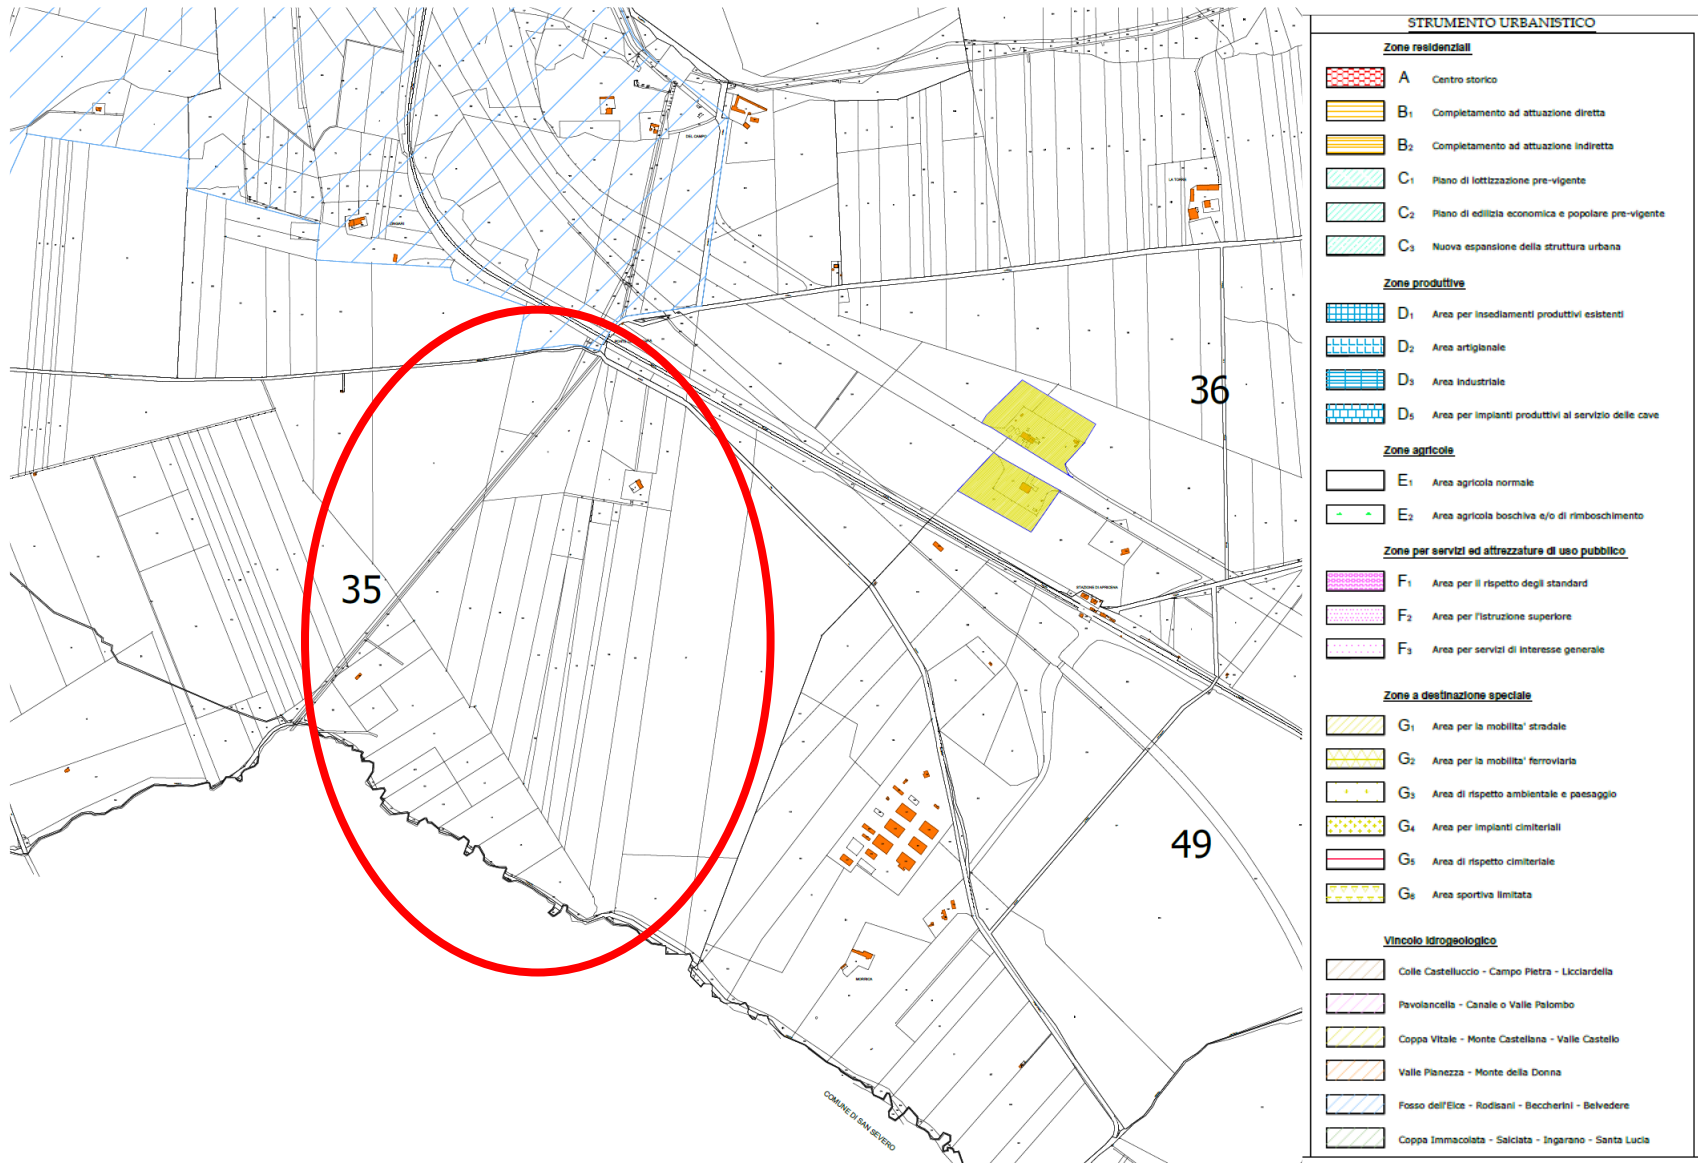 DEL CAMPO
LA TORRE
36
35
STAZIONE DI APRICENA
49
COMUNE DI SAN SEVERO
STRUMENTO URBANISTICO
Zone residenziali
A Centro storico
B1 Completamento ad attuazione diretta
B2 Completamento ad attuazione indiretta
C1 Piano di lottizzazione pre-vigente
C2 Piano di edilizia economica e popolare pre-vigente
C3 Nuova espansione della struttura urbana
Zone produttive
D1 Area per insediamenti produttivi esistenti
D2 Area artigianale
D3 Area industriale
D5 Area per impianti produttivi al servizio delle cave
Zone agricole
E1 Area agricola normale
E2 Area agricola boschiva e/o di rimboschimento
Zone per servizi ed attrezzature di uso pubblico
F1 Area per il rispetto degli standard
F2 Area per l'istruzione superiore
F3 Area per servizi di interesse generale
Zone a destinazione speciale
G1 Area per la mobilita' stradale
G2 Area per la mobilita' ferroviaria
G3 Area di rispetto ambientale e paesaggio
G4 Area per impianti cimiteriali
G5 Area di rispetto cimiteriale
G6 Area sportiva limitata
Vincolo idrogeologico
Colle Castelluccio - Campo Pietra - Licciardella
Pavolancella - Canale o Valle Palombo
Coppa Vitale - Monte Castellana - Valle Castello
Valle Pianezza - Monte della Donna
Fosso dell'Elce - Rodisani - Beccherini - Belvedere
Coppa Immacolata - Salciata - Ingarano - Santa Lucia